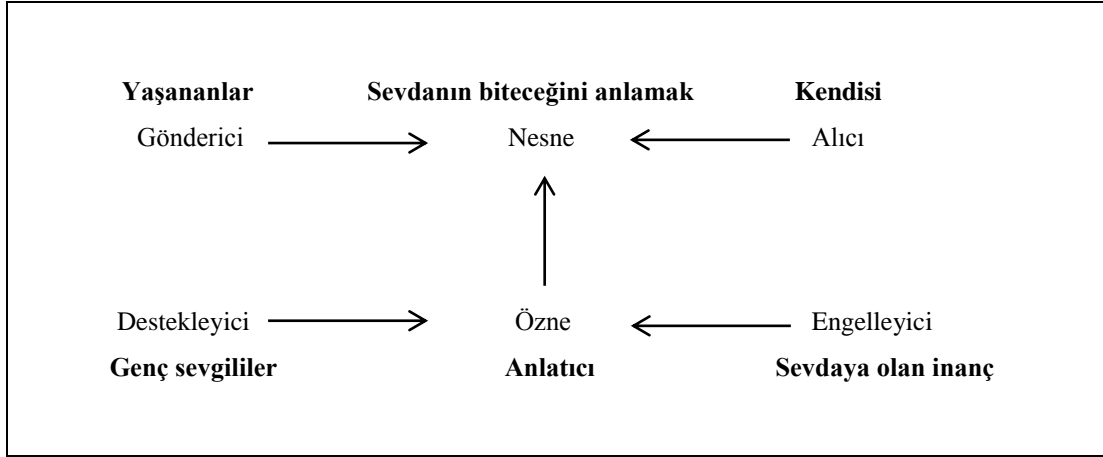 Yaşananlar Sevdanın biteceğini anlamak Kendisi
Gönderici Nesne Alıcı
Destekleyici Özne Engelleyici
Genç sevgililer Anlatıcı Sevdaya olan inanç